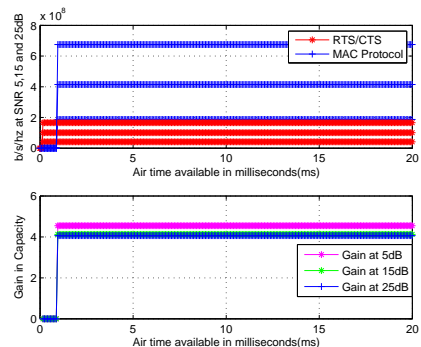 x 10^8
8
6
4
2
0
0 5 10 15 20
b/s/hz at SNR 5,15 and 25dB
RTS/CTS
MAC Protocol
Air time available in milliseconds(ms)
6
4
2
0
0 5 10 15 20
Gain in Capacity
Gain at 5dB
Gain at 15dB
Gain at 25dB
Air time available in milliseconds(ms)